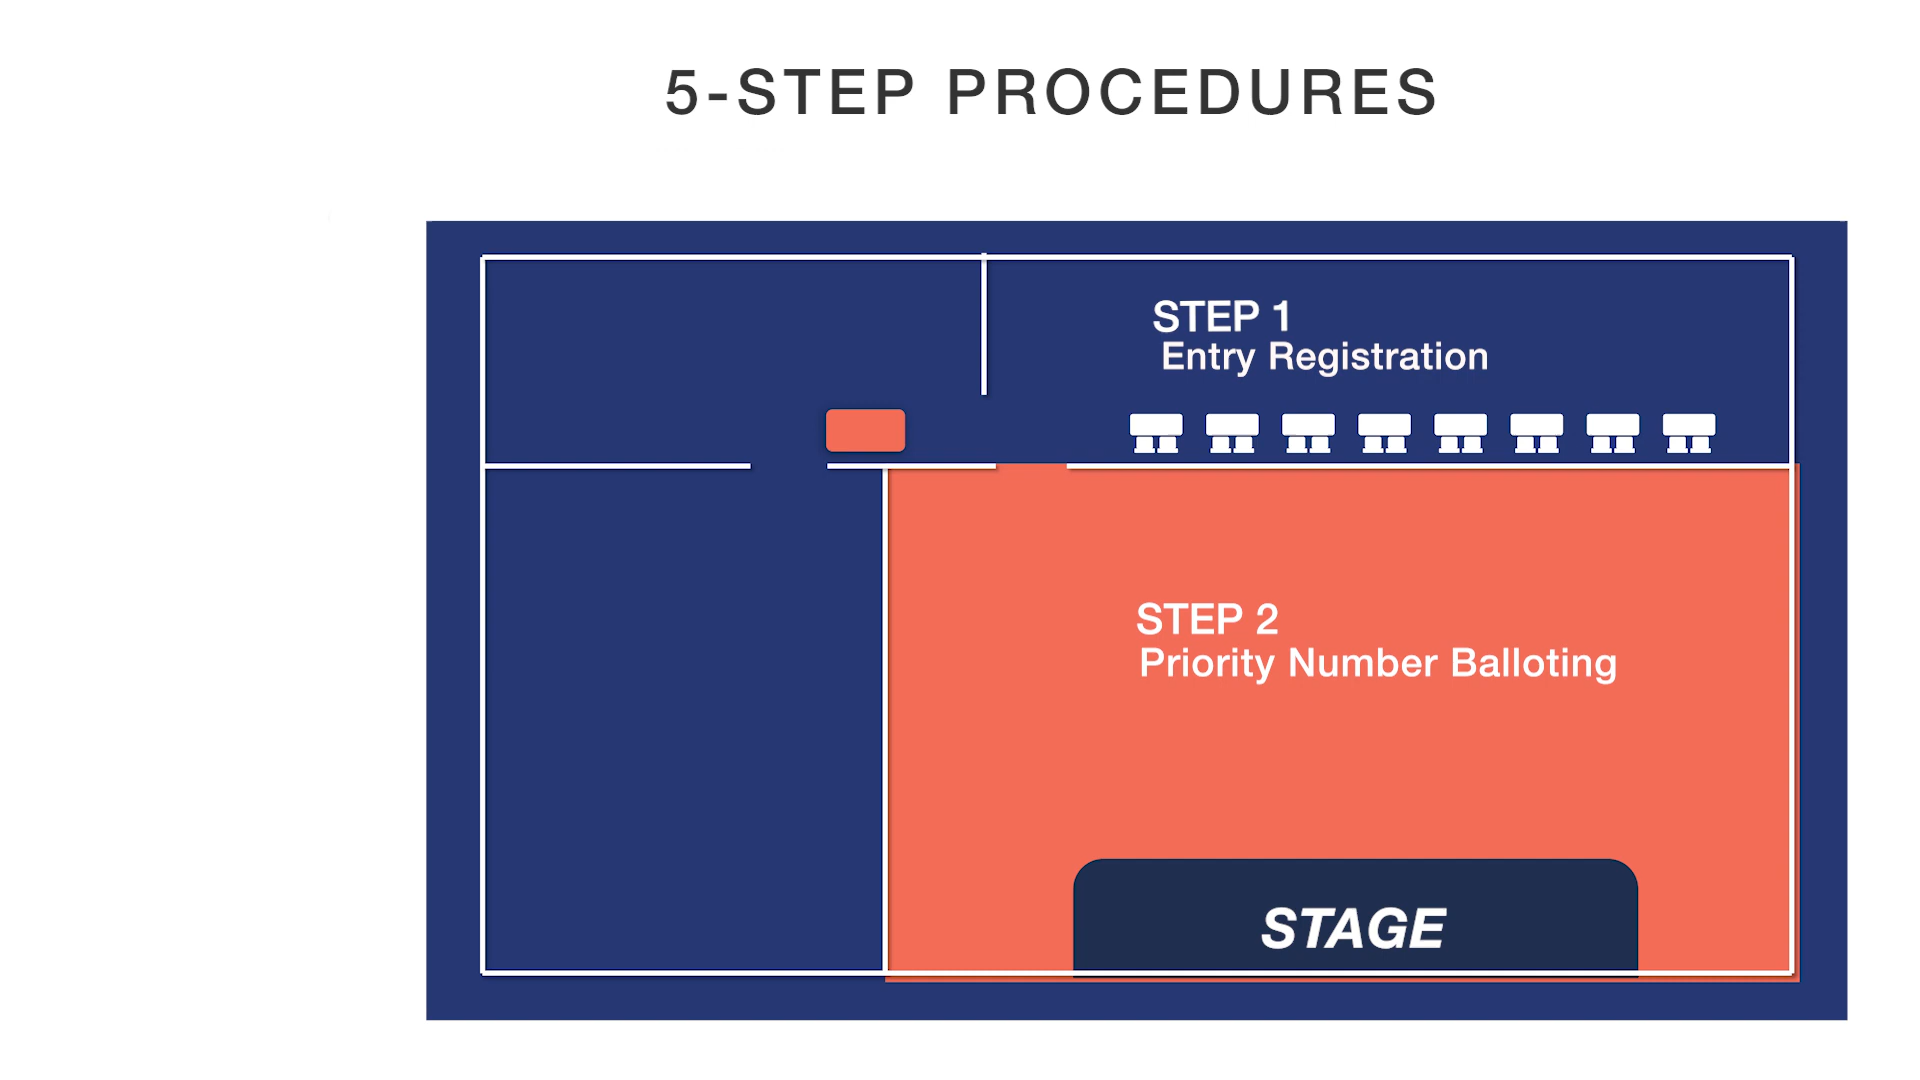 5-STEP PROCEDURES
STEP 1
Entry Registration
STEP 2
Priority Number Balloting
STAGE